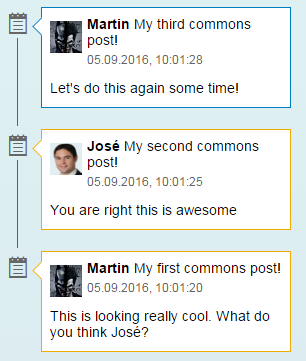 Martin My third commons
post!
05.09.2016, 10:01:28
Let's do this again some time!
José My second commons
post!
05.09.2016, 10:01:25
You are right this is awesome
Martin My first commons post!
05.09.2016, 10:01:20
This is looking really cool. What do
you think José?